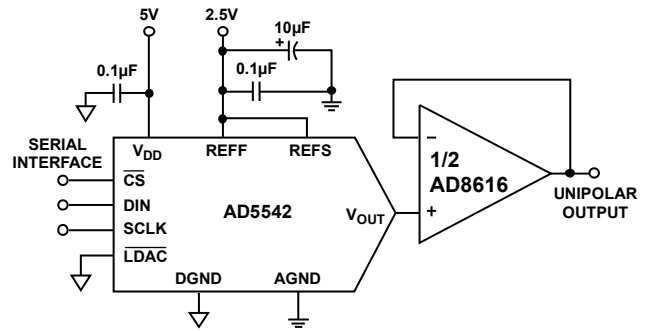 5V
2.5V
10µF
+
0.1µF
0.1µF
SERIAL
INTERFACE
VDD
REFF
REFS
CS
DIN
SCLK
LDAC
AD5542
VOUT
DGND
AGND
−
+
1/2
AD8616
UNIPOLAR
OUTPUT